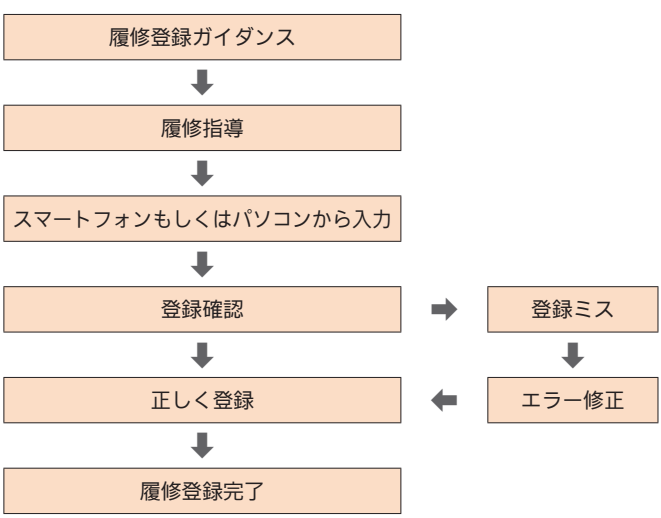 履修登録ガイダンス
履修指導
スマートフォンもしくはパソコンから入力
登録確認
登録ミス
正しく登録
エラー修正
履修登録完了